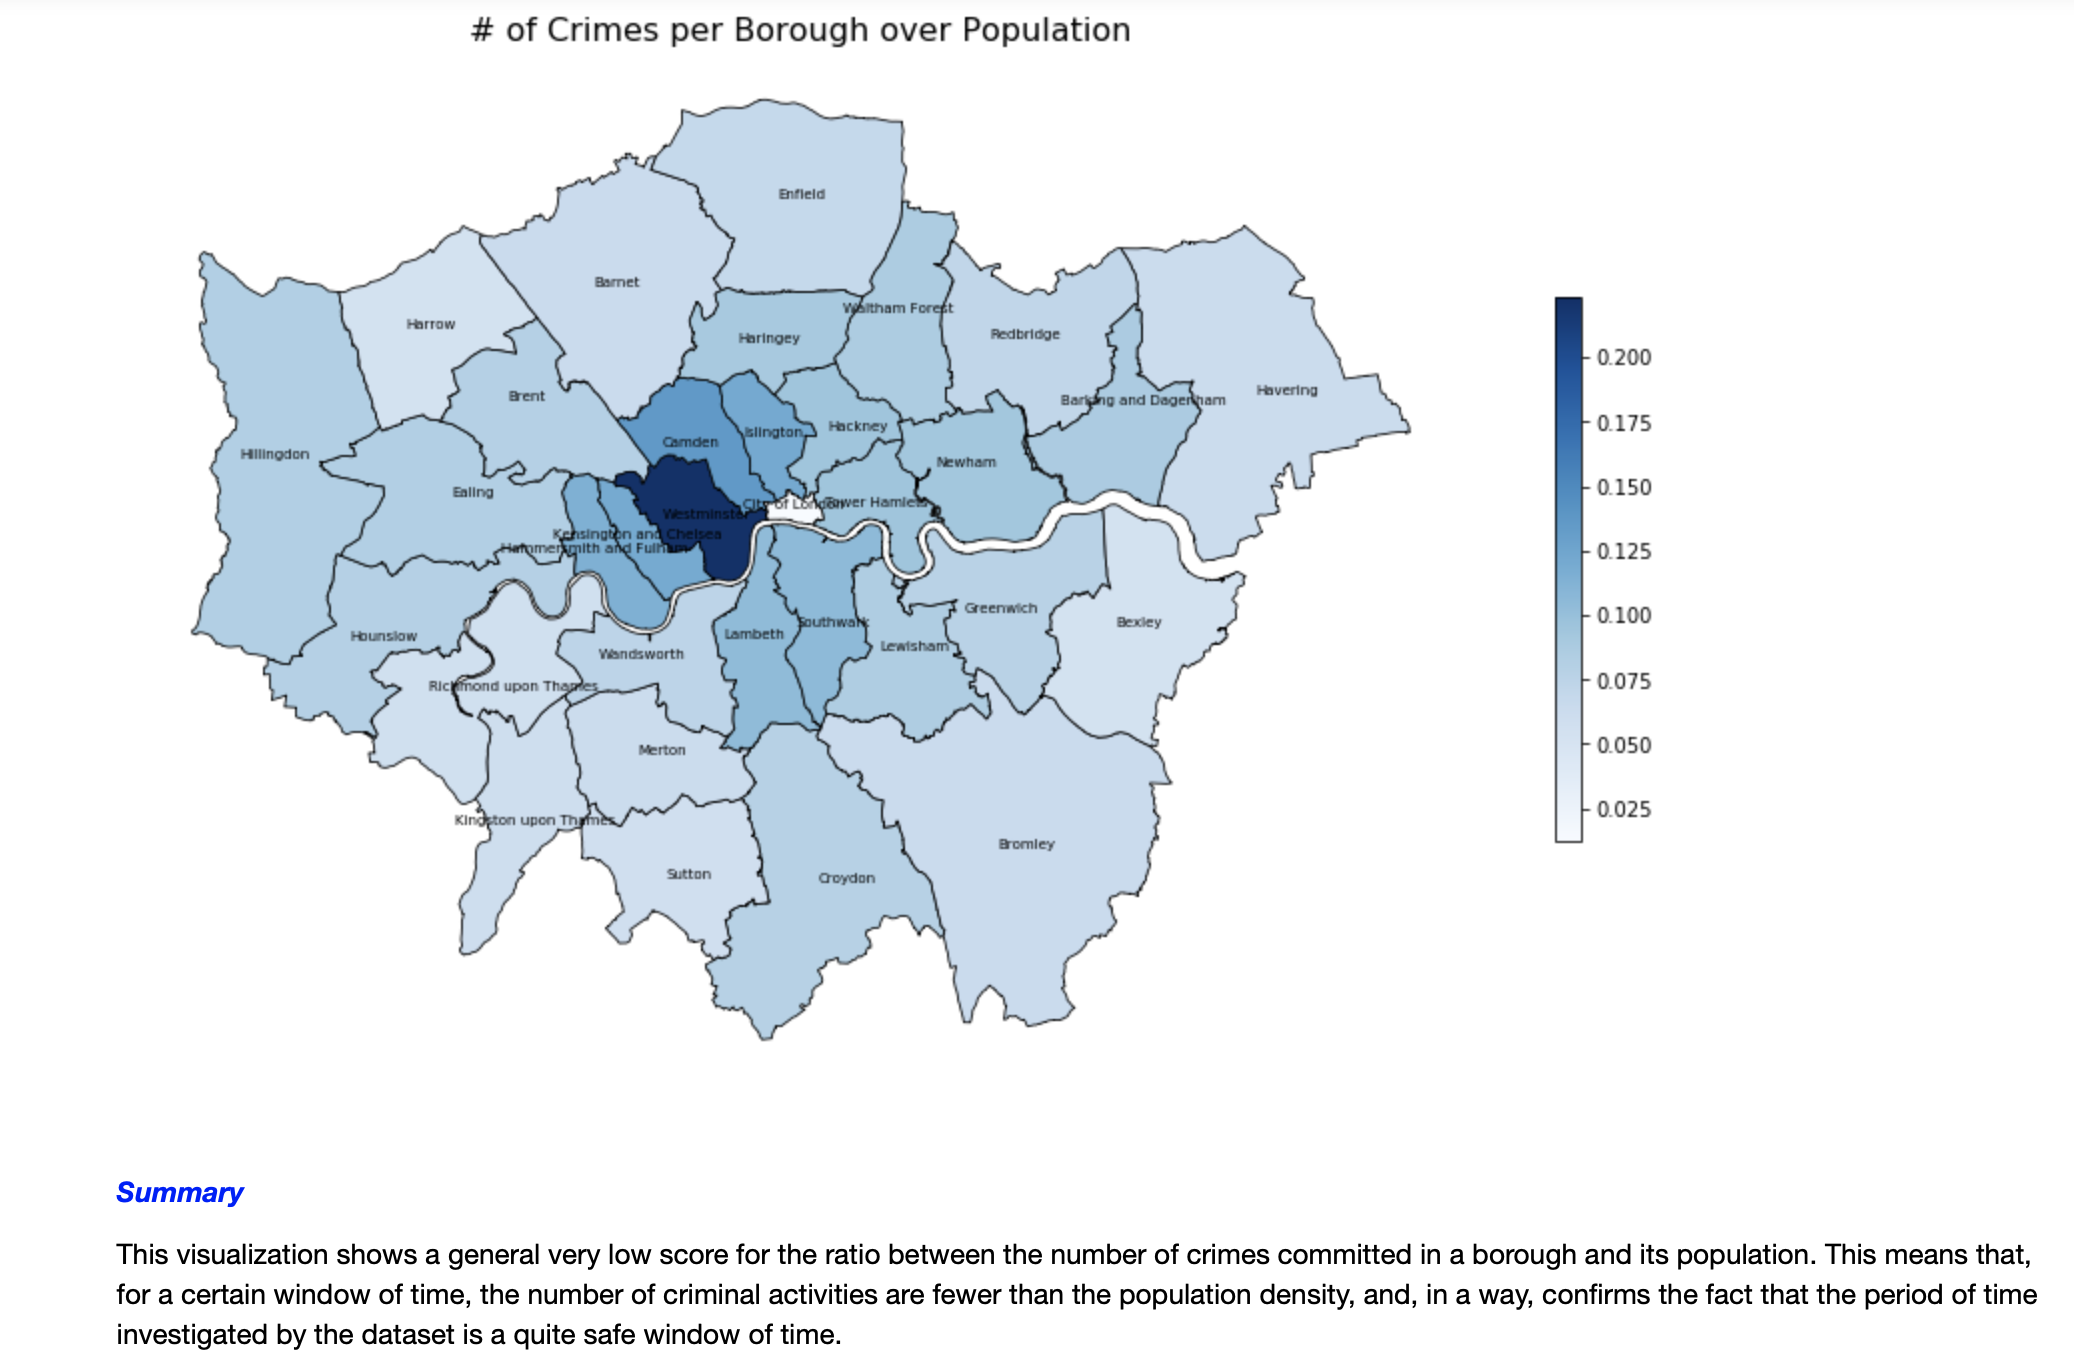 # of Crimes per Borough over Population
Enfield
Barnet
Waltham Forest
Harrow
Redbridge
Haringey
Havering
Brent
Barking and Dagenham
Hackney
Islington
Camden
Hillingdon
Newham
Ealing
City of London
Tower Hamlets
Westminster
Kensington and Chelsea
Hammersmith and Fulham
Greenwich
Bexley
Southwark
Lambeth
Hounslow
Lewisham
Wandsworth
Richmond upon Thames
Merton
Kingston upon Thames
Bromley
Sutton
Croydon
0.200
0.175
0.150
0.125
0.100
0.075
0.050
0.025
Summary
This visualization shows a general very low score for the ratio between the number of crimes committed in a borough and its population. This means that,
for a certain window of time, the number of criminal activities are fewer than the population density, and, in a way, confirms the fact that the period of time
investigated by the dataset is a quite safe window of time.